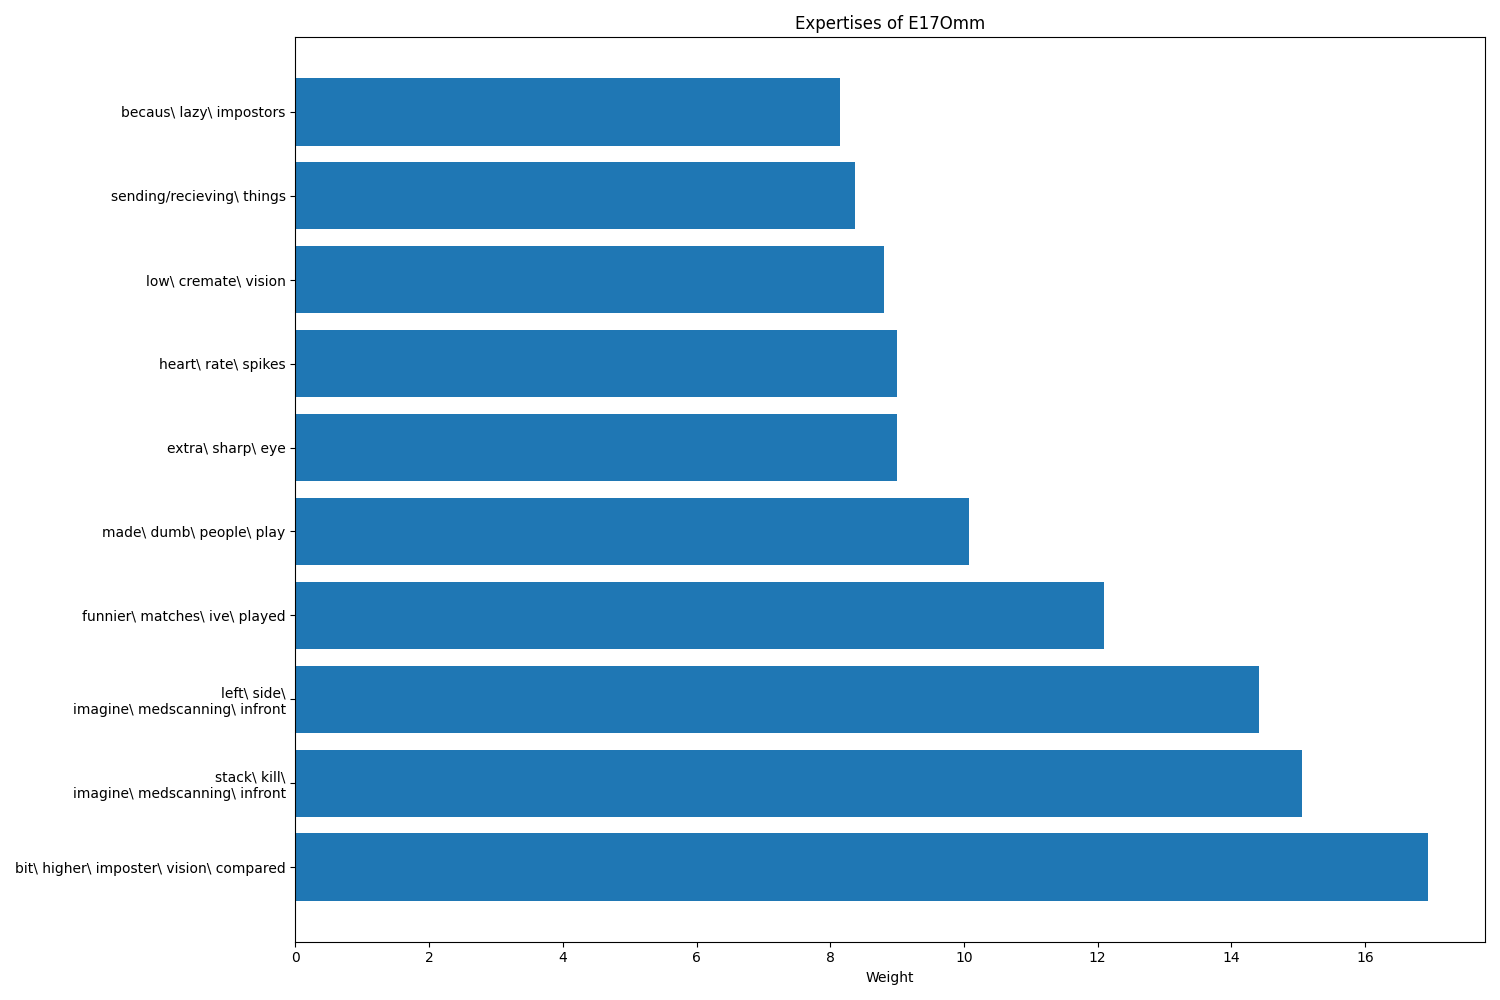 Expertises of E17Omm
becaus\ lazy\ impostors
sending/recieving\ things
low\ cremate\ vision
heart\ rate\ spikes
extra\ sharp\ eye
made\ dumb\ people\ play
funnier\ matches\ ive\ played
left\ side\
imagine\ medscanning\ infront
stack\ kill\
imagine\ medscanning\ infront
bit\ higher\ imposter\ vision\ compared
0 2 4 6 8 10 12 14 16
Weight